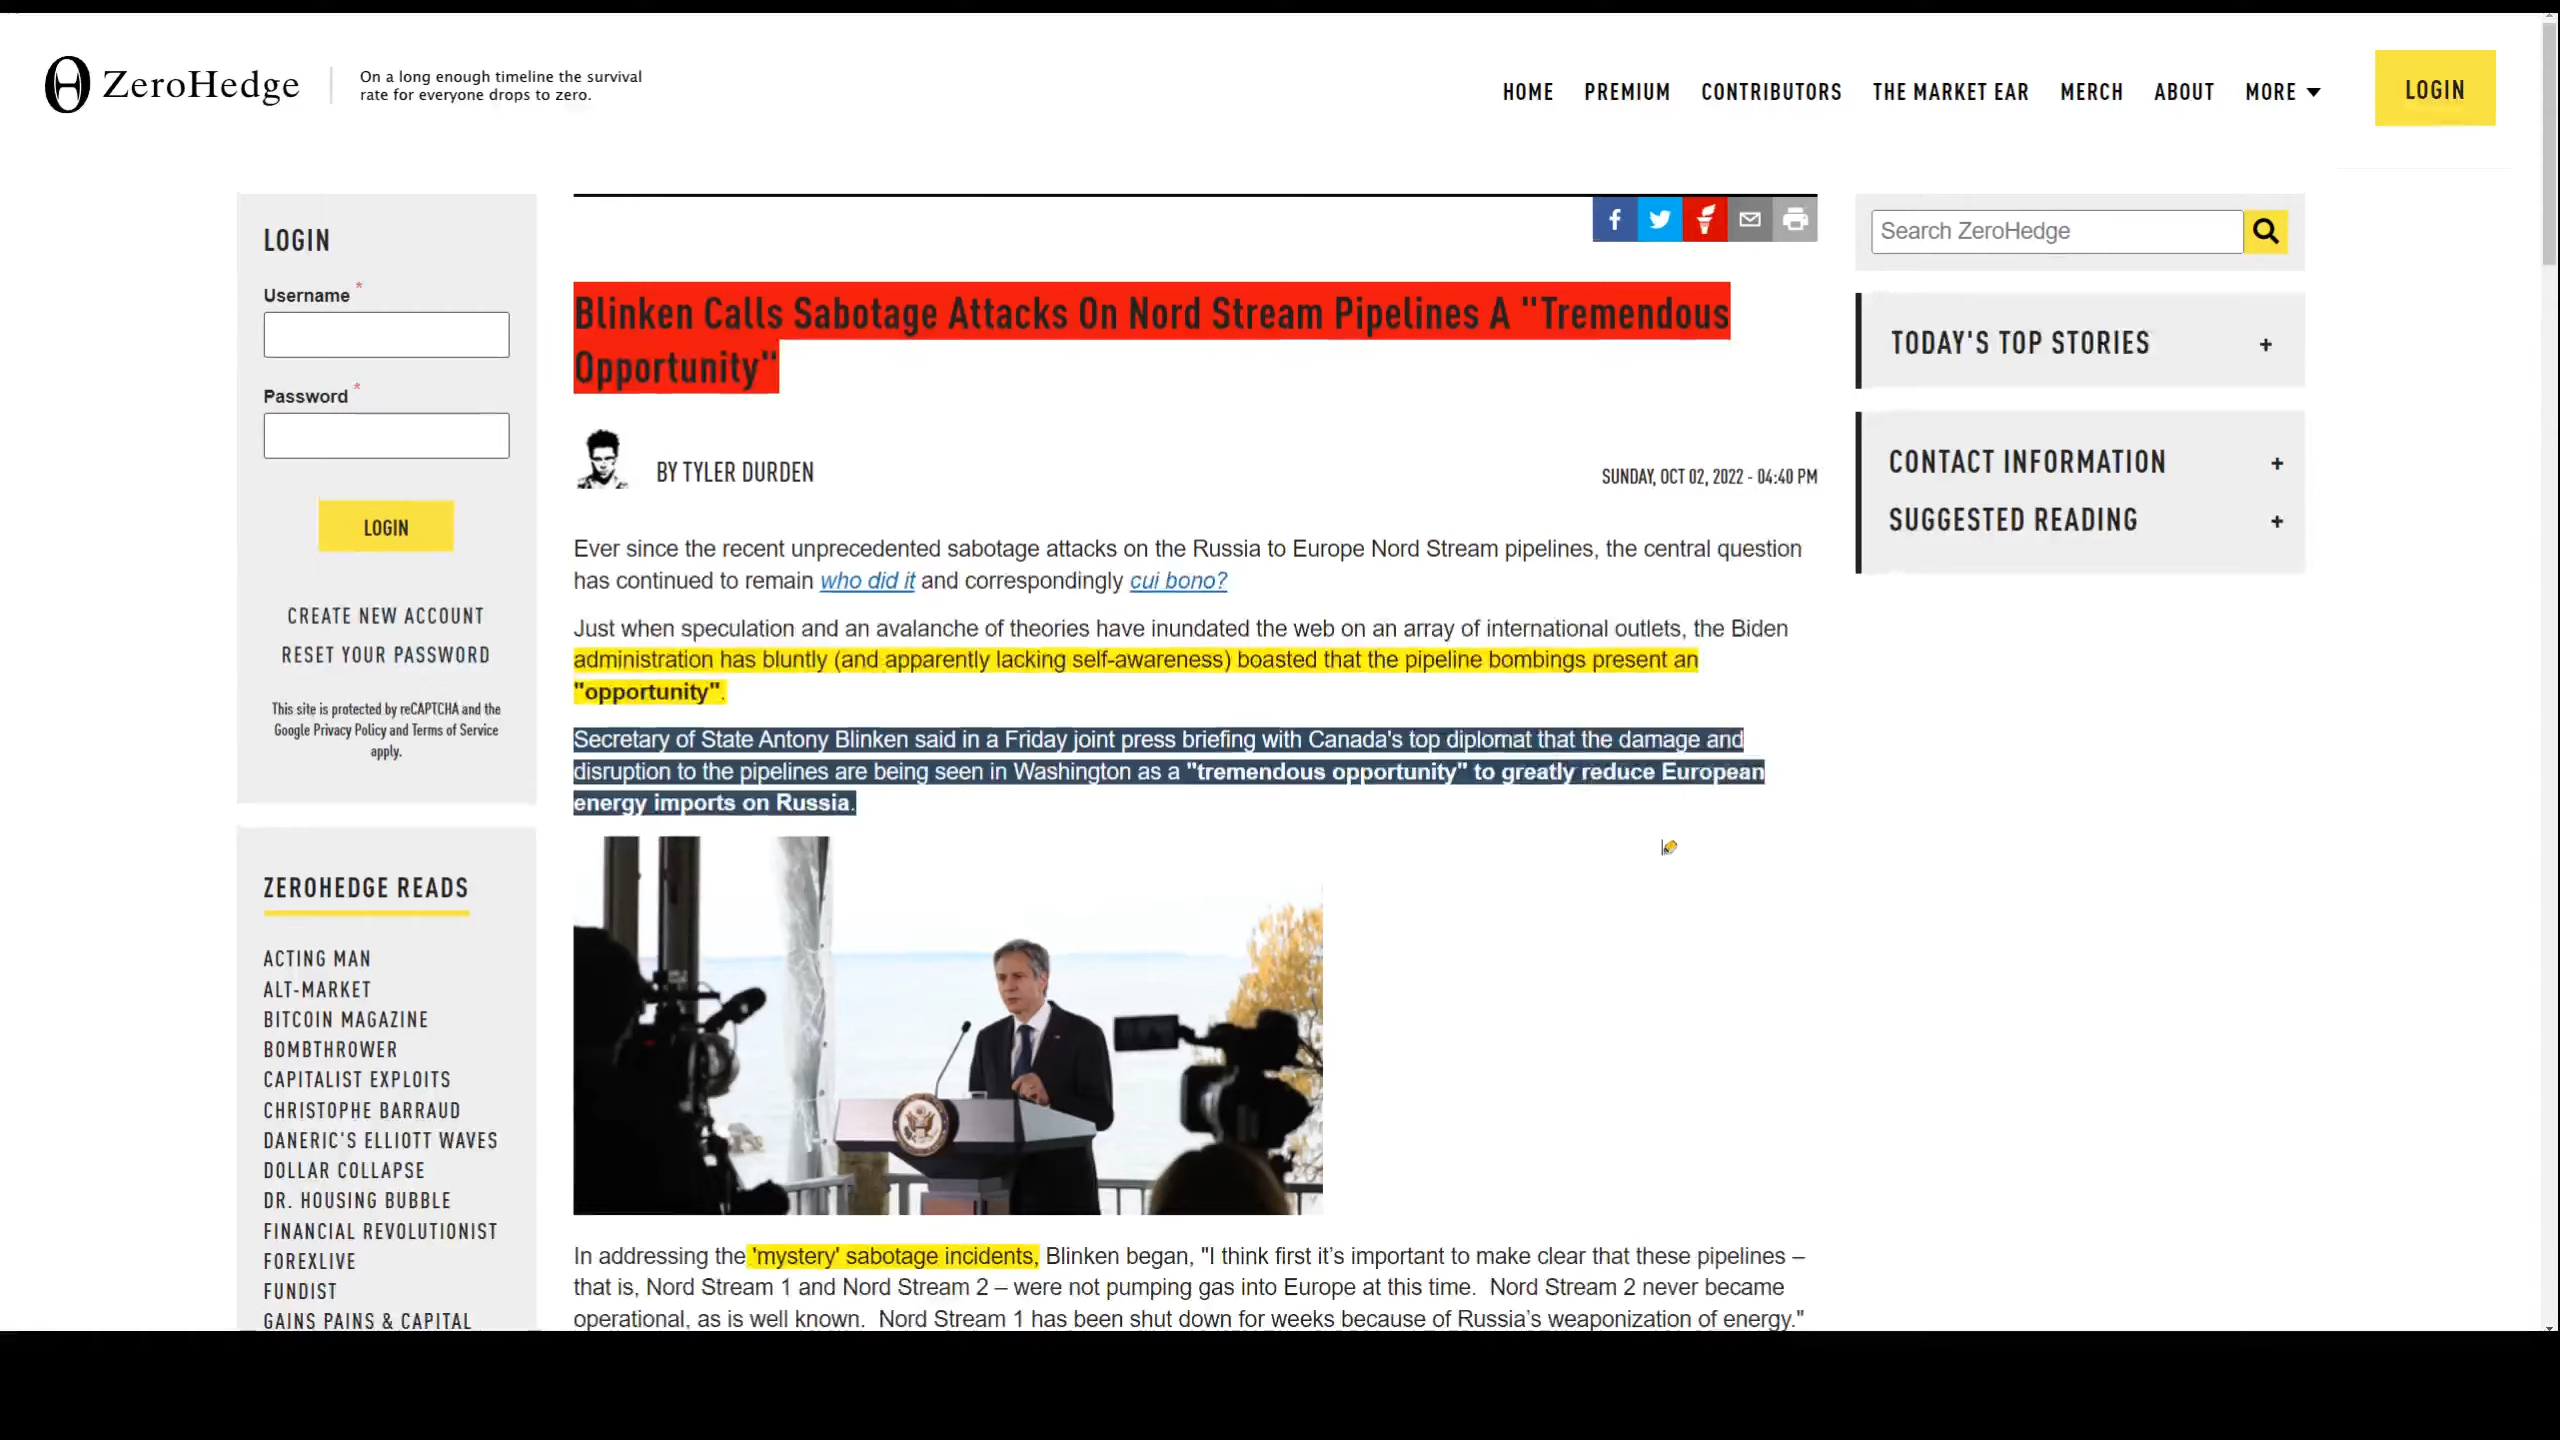 ZeroHedge
On a long enough timeline the survival
rate for everyone drops to zero.
HOME PREMIUM CONTRIBUTORS THE MARKET EAR MERCH ABOUT MORE
LOGIN
LOGIN
Username *
Password *
LOGIN
CREATE NEW ACCOUNT
RESET YOUR PASSWORD
This site is protected by reCAPTCHA and the
Google Privacy Policy and Terms of Service
apply.
ZEROHEDGE READS
ACTING MAN
ALT-MARKET
BITCOIN MAGAZINE
BOMBTHROWER
CAPITALIST EXPLOITS
CHRISTOPHE BARRAUD
DANERIC'S ELLIOTT WAVES
DOLLAR COLLAPSE
DR. HOUSING BUBBLE
FINANCIAL REVOLUTIONIST
FOREXLIVE
FUNDIST
GAINS PAINS & CAPITAL
Blinken Calls Sabotage Attacks On Nord Stream Pipelines A "Tremendous
Opportunity"
BY TYLER DURDEN
SUNDAY, OCT 02, 2022 - 04:40 PM
Ever since the recent unprecedented sabotage attacks on the Russia to Europe Nord Stream pipelines, the central question
has continued to remain who did it and correspondingly cui bono?
Just when speculation and an avalanche of theories have inundated the web on an array of international outlets, the Biden
administration has bluntly (and apparently lacking self-awareness) boasted that the pipeline bombings present an
"opportunity".
Secretary of State Antony Blinken said in a Friday joint press briefing with Canada's top diplomat that the damage and
disruption to the pipelines are being seen in Washington as a "tremendous opportunity" to greatly reduce European
energy imports on Russia.
In addressing the 'mystery' sabotage incidents, Blinken began, "I think first it's important to make clear that these pipelines –
that is, Nord Stream 1 and Nord Stream 2 – were not pumping gas into Europe at this time. Nord Stream 2 never became
operational, as is well known. Nord Stream 1 has been shut down for weeks because of Russia's weaponization of energy."
Search ZeroHedge
TODAY'S TOP STORIES +
CONTACT INFORMATION +
SUGGESTED READING +